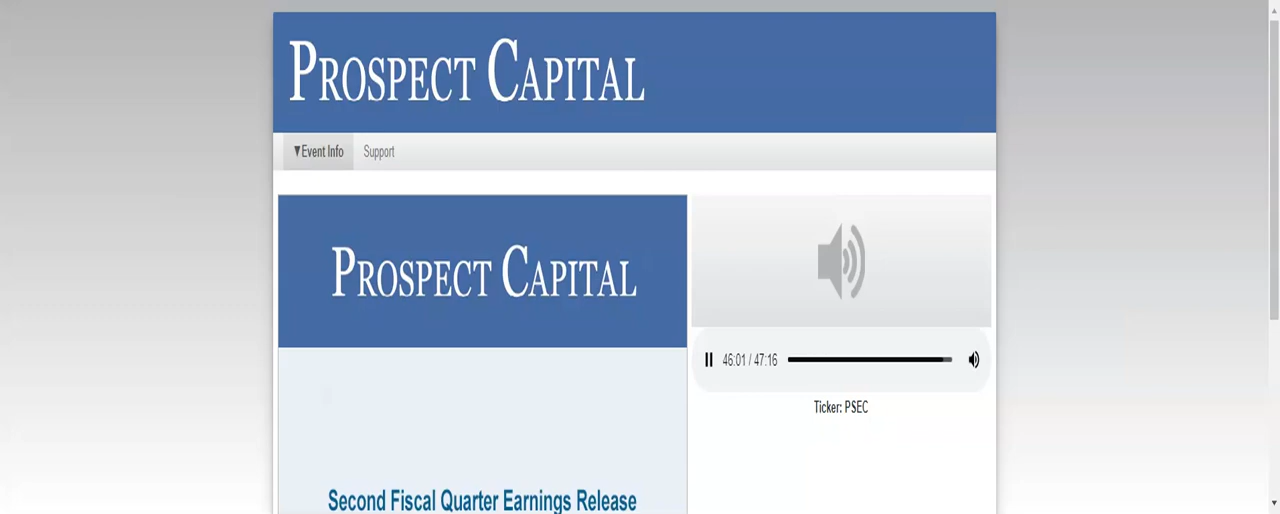 PROSPECT CAPITAL
▼Event Info Support
PROSPECT CAPITAL
46:01 / 47:16
Ticker: PSEC
Second Fiscal Quarter Earnings Release